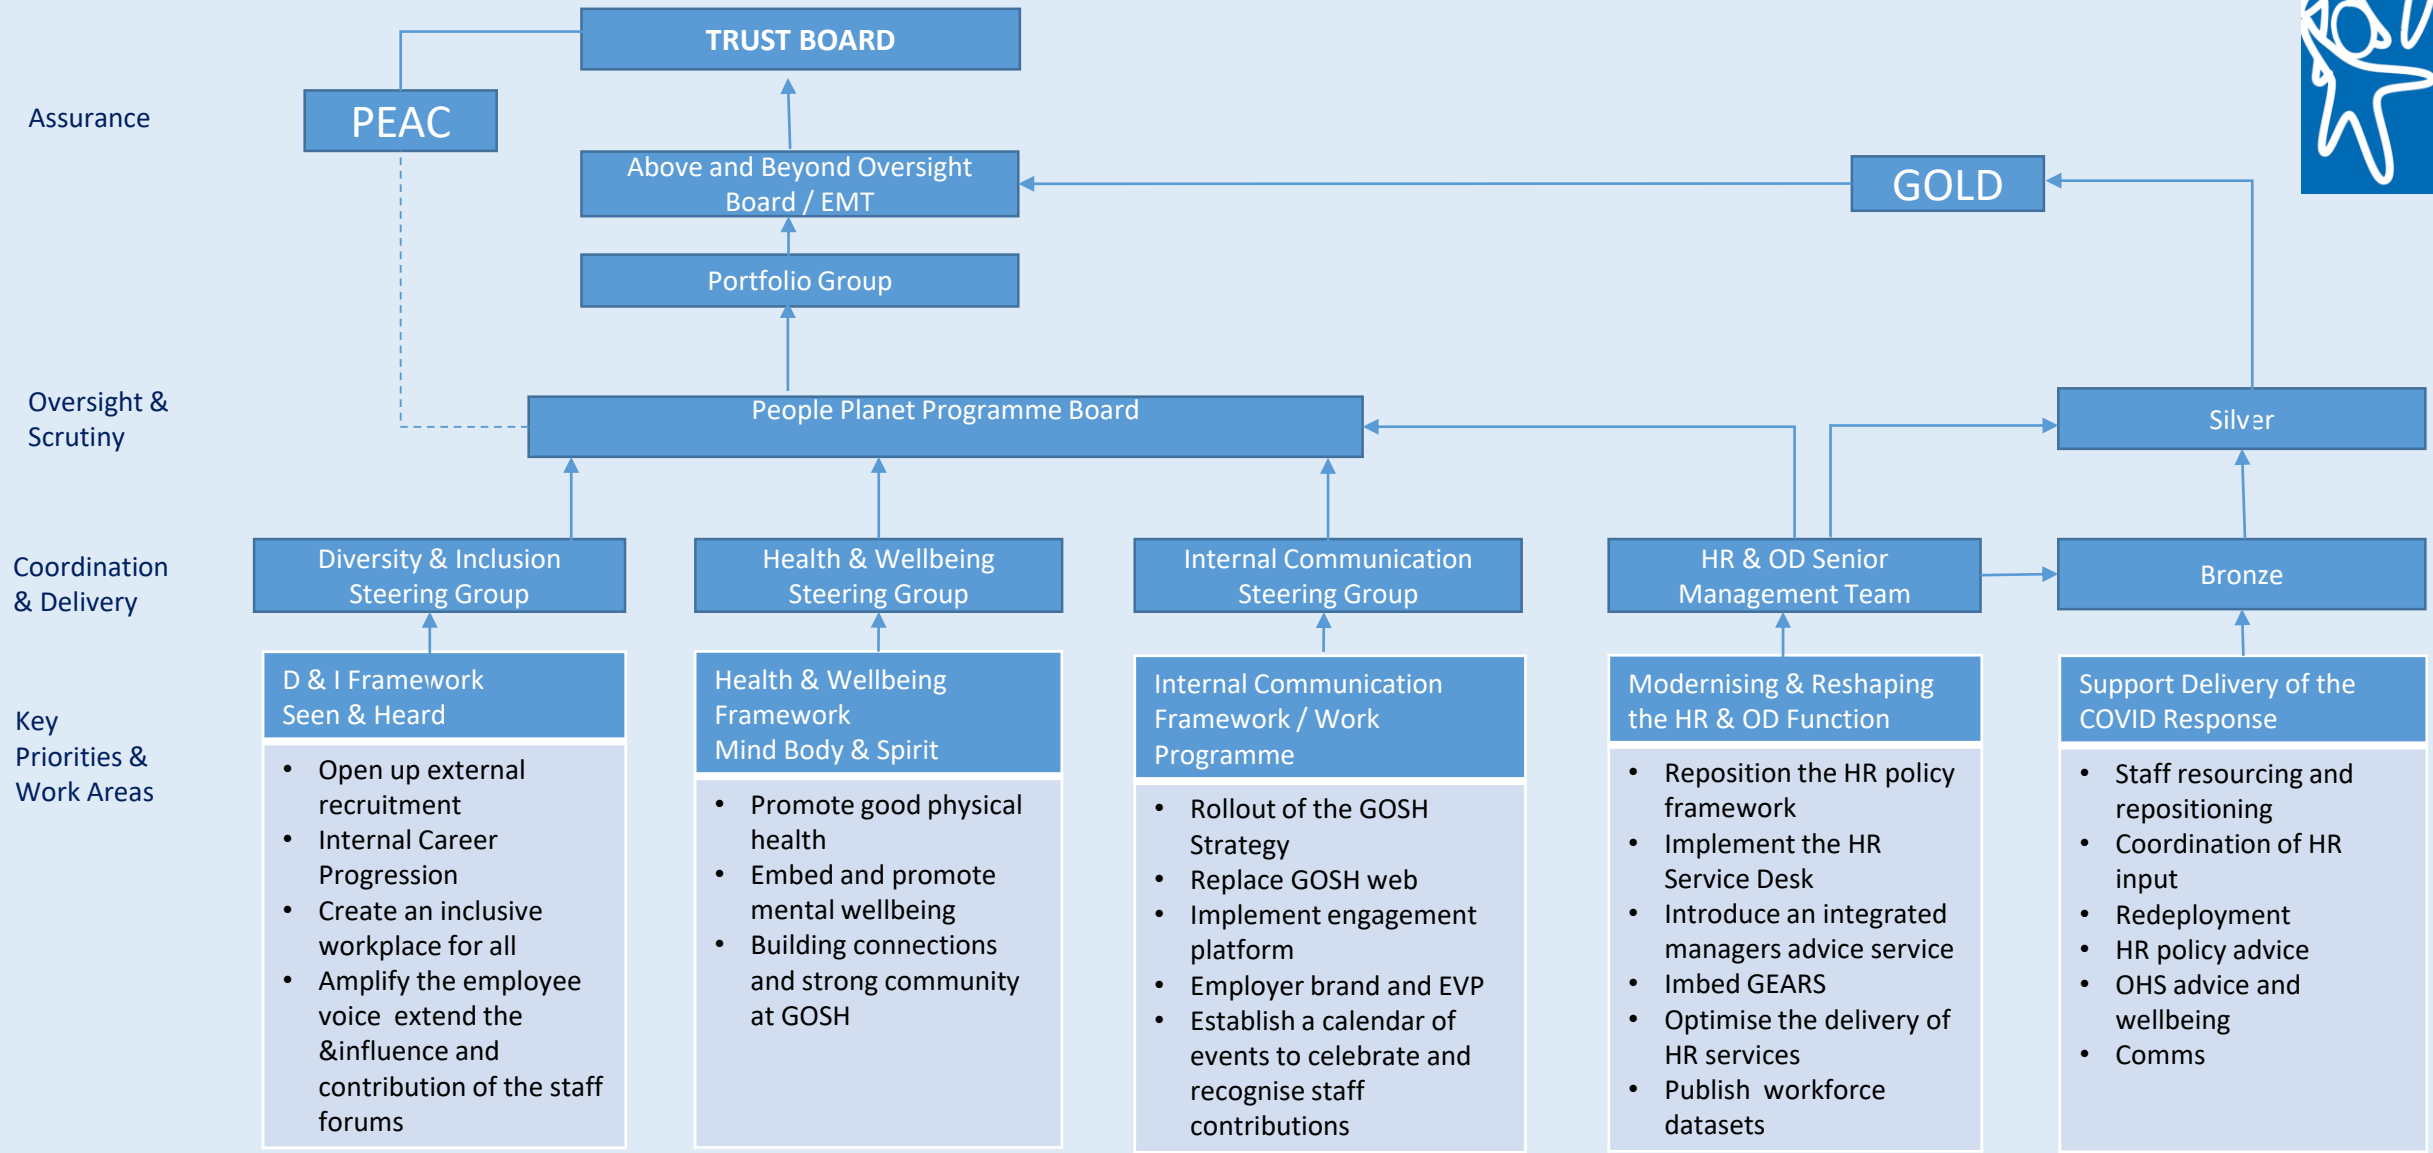 TRUST BOARD
Assurance
PEAC
Above and Beyond Oversight
Board / EMT
GOLD
Portfolio Group
Oversight &
Scrutiny
People Planet Programme Board
Silver
Coordination
& Delivery
Diversity & Inclusion
Steering Group
Health & Wellbeing
Steering Group
Internal Communication
Steering Group
HR & OD Senior
Management Team
Bronze
Key
Priorities &
Work Areas
D & I Framework
Seen & Heard
• Open up external
recruitment
• Internal Career
Progression
• Create an inclusive
workplace for all
• Amplify the employee
voice  extend the
&influence and
contribution of the staff
forums
Health & Wellbeing
Framework
Mind Body & Spirit
• Promote good physical
health
• Embed and promote
mental wellbeing
• Building connections
and strong community
at GOSH
Internal Communication
Framework / Work
Programme
• Rollout of the GOSH
Strategy
• Replace GOSH web
• Implement engagement
platform
• Employer brand and EVP
• Establish a calendar of
events to celebrate and
recognise staff
contributions
Modernising & Reshaping
the HR & OD Function
• Reposition the HR policy
framework
• Implement the HR
Service Desk
• Introduce an integrated
managers advice service
• Imbed GEARS
• Optimise the delivery of
HR services
• Publish  workforce
datasets
Support Delivery of the
COVID Response
• Staff resourcing and
repositioning
• Coordination of HR
input
• Redeployment
• HR policy advice
• OHS advice and
wellbeing
• Comms